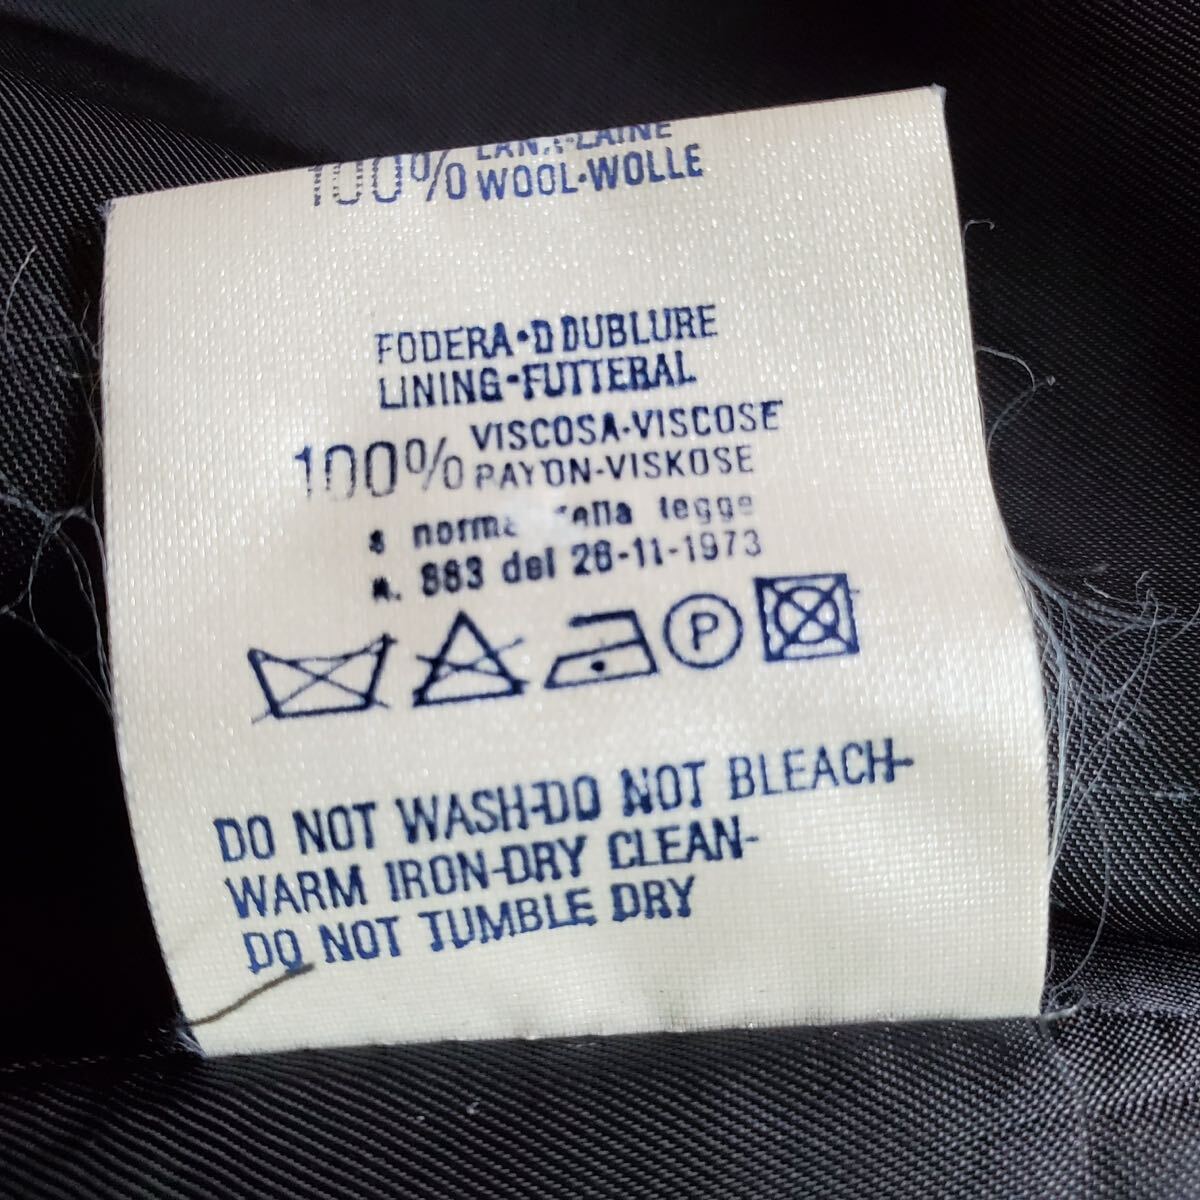 100% LANA-LAINE
WOOL·WOLLE
FODERA·DOUBLURE
LINING-FUTTERAL
100% VISCOSA-VISCOSE
RAYON-VISKOSE
a norma della legge
n. 883 del 26-11-1973
P
DO NOT WASH-DO NOT BLEACH-
WARM IRON-DRY CLEAN-
DO NOT TUMBLE DRY